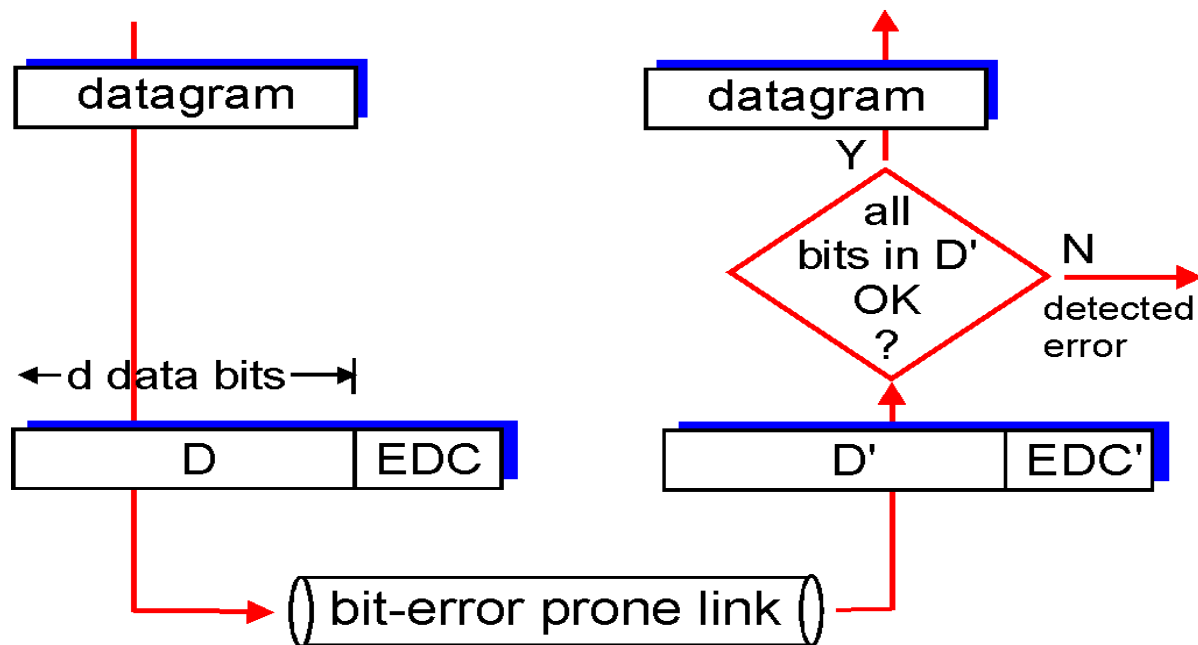 datagram
d data bits
D
EDC
bit-error prone link
D'
EDC'
all
bits in D'
OK
?
Y
N
detected
error
datagram